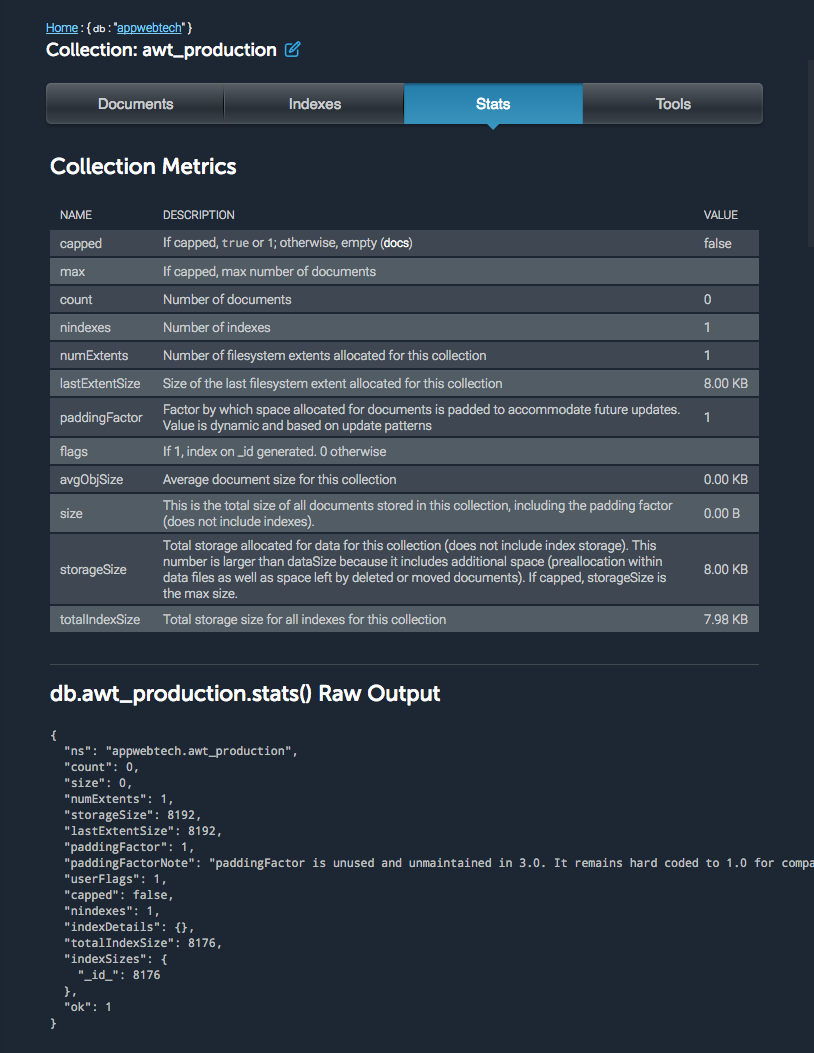 Home : { db : "appwebtech" }
Collection: awt_production
Documents Indexes Stats Tools
Collection Metrics
NAME DESCRIPTION VALUE
capped If capped, true or 1; otherwise, empty (docs) false
max If capped, max number of documents
count Number of documents 0
nindexes Number of indexes 1
numExtents Number of filesystem extents allocated for this collection 1
lastExtentSize Size of the last filesystem extent allocated for this collection 8.00 KB
paddingFactor Factor by which space allocated for documents is padded to accommodate future updates. 1
Value is dynamic and based on update patterns
flags If 1, index on _id generated. 0 otherwise
avgObjSize Average document size for this collection 0.00 KB
size This is the total size of all documents stored in this collection, including the padding factor 0.00 B
(does not include indexes).
storageSize Total storage allocated for data for this collection (does not include index storage). This 8.00 KB
number is larger than dataSize because it includes additional space (preallocation within
data files as well as space left by deleted or moved documents). If capped, storageSize is
the max size.
totalIndexSize Total storage size for all indexes for this collection 7.98 KB
db.awt_production.stats() Raw Output
{
"ns": "appwebtech.awt_production",
"count": 0,
"size": 0,
"numExtents": 1,
"storageSize": 8192,
"lastExtentSize": 8192,
"paddingFactor": 1,
"paddingFactorNote": "paddingFactor is unused and unmaintained in 3.0. It remains hard coded to 1.0 for compa
"userFlags": 1,
"capped": false,
"nindexes": 1,
"indexDetails": {},
"totalIndexSize": 8176,
"indexSizes": {
"_id_": 8176
},
"ok": 1
}